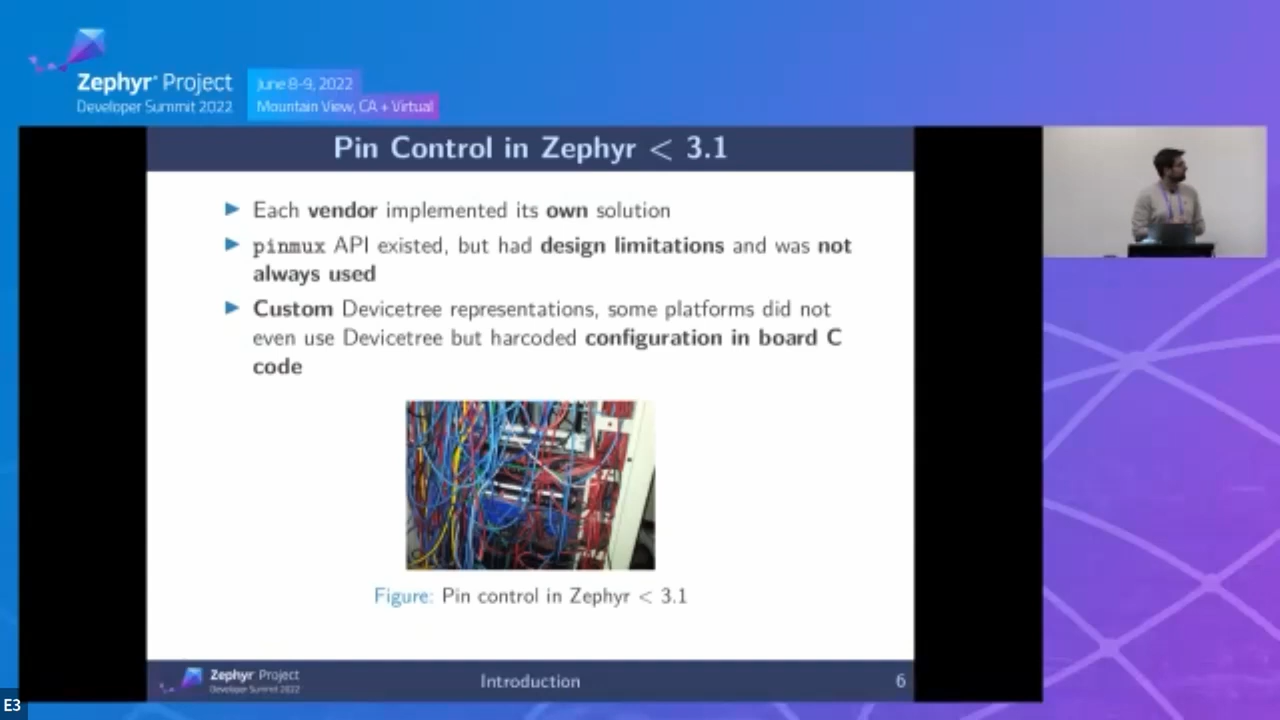 Zephyr® Project
Developer Summit 2022
June 8-9, 2022
Mountain View, CA + Virtual
Pin Control in Zephyr < 3.1
Each vendor implemented its own solution
pinmux API existed, but had design limitations and was not
always used
Custom Devicetree representations, some platforms did not
even use Devicetree but harcoded configuration in board C
code
Figure: Pin control in Zephyr < 3.1
Zephyr Project
Developer Summit 2022
Introduction
6
E3